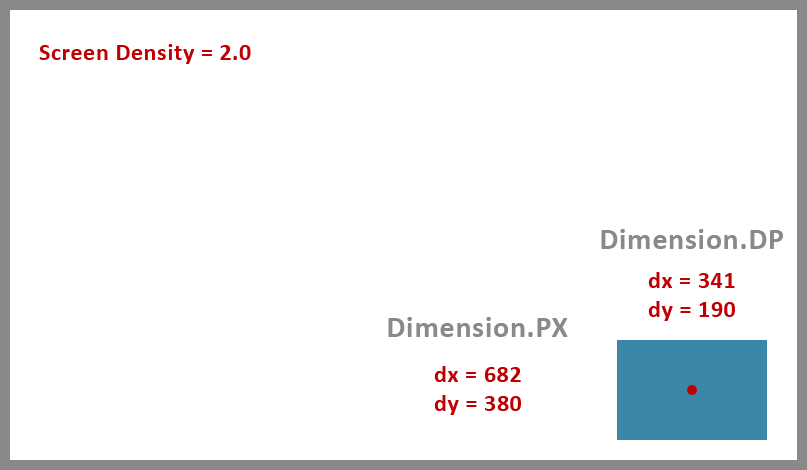 Screen Density = 2.0
Dimension.DP
dx = 341
dy = 190
Dimension.PX
dx = 682
dy = 380